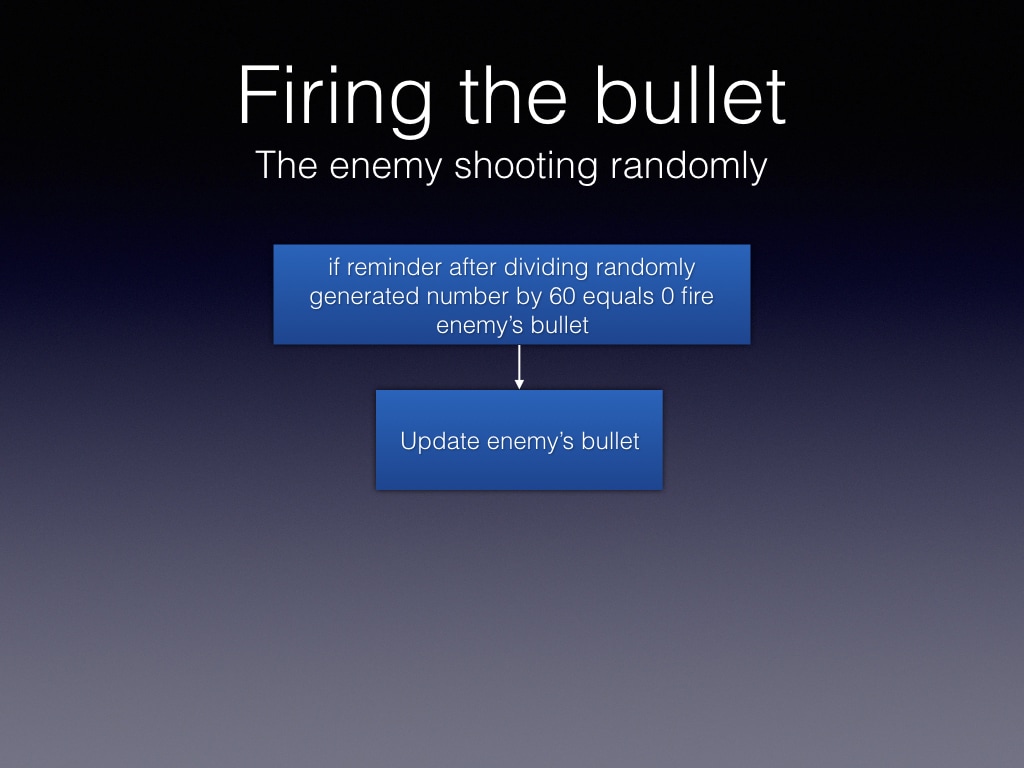 Firing the bullet
The enemy shooting randomly
if reminder after dividing randomly
generated number by 60 equals 0 fire
enemy’s bullet
Update enemy’s bullet